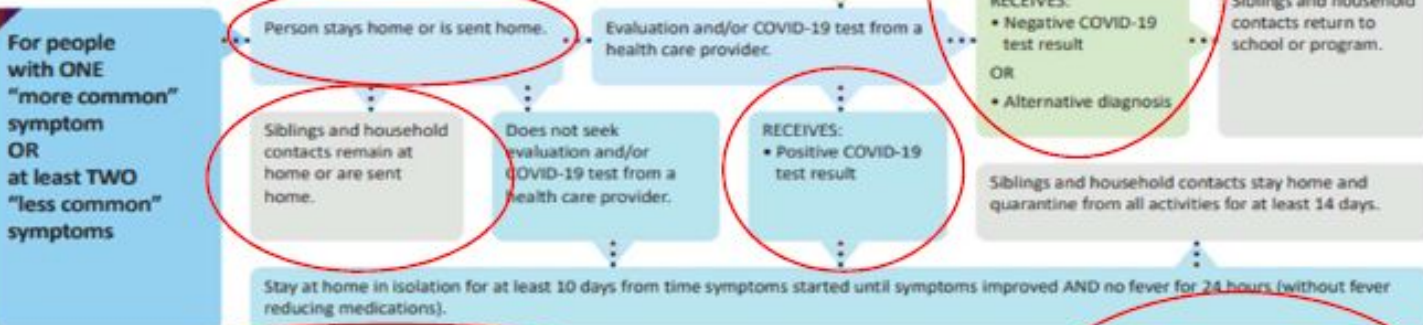 For people
with ONE
"more common"
symptom
OR
at least TWO
"less common"
symptoms
Person stays home or is sent home.
Siblings and household
contacts remain at
home or are sent
home.
Does not seek
evaluation and/or
COVID-19 test from a
health care provider.
Evaluation and/or COVID-19 test from a
health care provider.
RECEIVES:
• Positive COVID-19
test result
RECEIVES:
• Negative COVID-19
test result
OR
• Alternative diagnosis
Siblings and household
contacts return to
school or program.
Siblings and household contacts stay home and
quarantine from all activities for at least 14 days.
Stay at home in isolation for at least 10 days from time symptoms started until symptoms improved AND no fever for 24 hours (without fever
reducing medications).